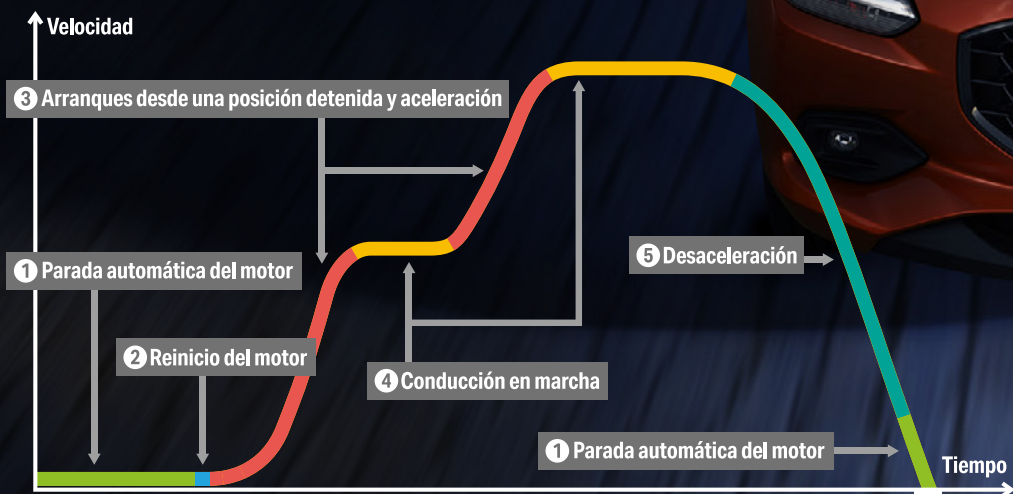 Velocidad
3 Arranques desde una posición detenida y aceleración
1 Parada automática del motor
5 Desaceleración
2 Reinicio del motor
4 Conducción en marcha
1 Parada automática del motor
Tiempo